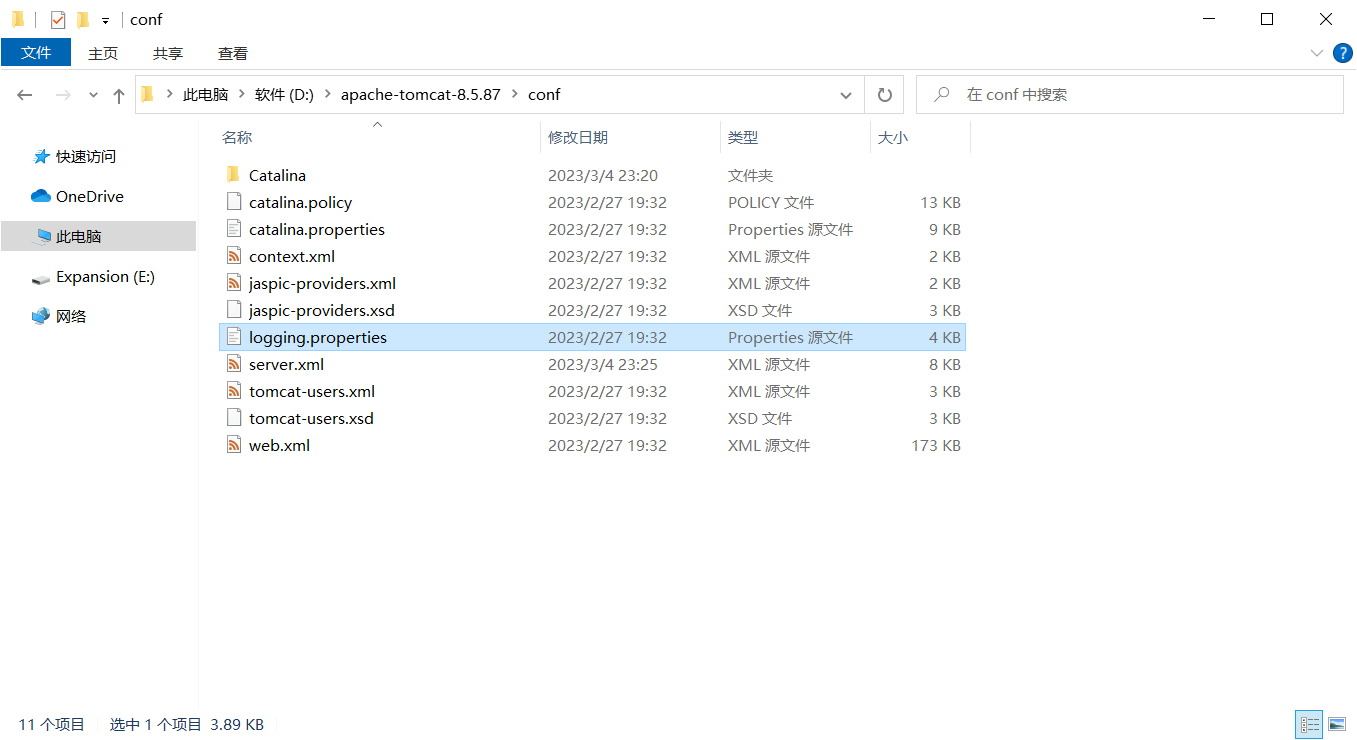 conf
文件 主页 共享 查看 ?
此电脑 软件 (D:) apache-tomcat-8.5.87 conf 在 conf 中搜索
快速访问
OneDrive
此电脑
Expansion (E:)
网络
名称 修改日期 类型 大小
Catalina 2023/3/4 23:20 文件夹
catalina.policy 2023/2/27 19:32 POLICY 文件 13 KB
catalina.properties 2023/2/27 19:32 Properties 源文件 9 KB
context.xml 2023/2/27 19:32 XML 源文件 2 KB
jaspic-providers.xml 2023/2/27 19:32 XML 源文件 2 KB
jaspic-providers.xsd 2023/2/27 19:32 XSD 文件 3 KB
logging.properties 2023/2/27 19:32 Properties 源文件 4 KB
server.xml 2023/3/4 23:25 XML 源文件 8 KB
tomcat-users.xml 2023/2/27 19:32 XML 源文件 3 KB
tomcat-users.xsd 2023/2/27 19:32 XSD 文件 3 KB
web.xml 2023/2/27 19:32 XML 源文件 173 KB
11 个项目 选中 1 个项目 3.89 KB